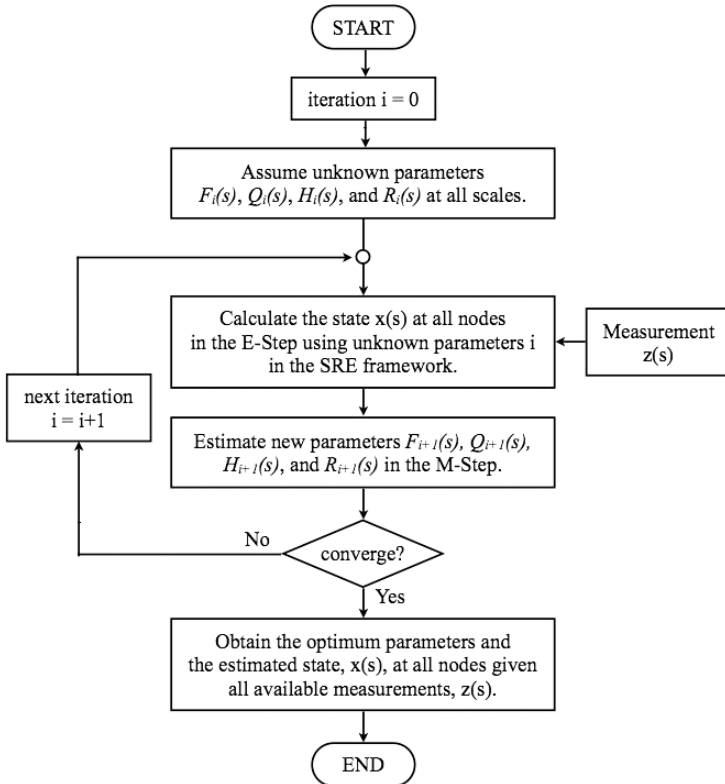 START
iteration i = 0
Assume unknown parameters
Fᵢ(s), Qᵢ(s), Hᵢ(s), and Rᵢ(s) at all scales.
Calculate the state x(s) at all nodes
in the E-Step using unknown parameters i
in the SRE framework.
Measurement
z(s)
next iteration
i = i+1
Estimate new parameters Fᵢ₊₁(s), Qᵢ₊₁(s),
Hᵢ₊₁(s), and Rᵢ₊₁(s) in the M-Step.
No
converge?
Yes
Obtain the optimum parameters and
the estimated state, x(s), at all nodes given
all available measurements, z(s).
END